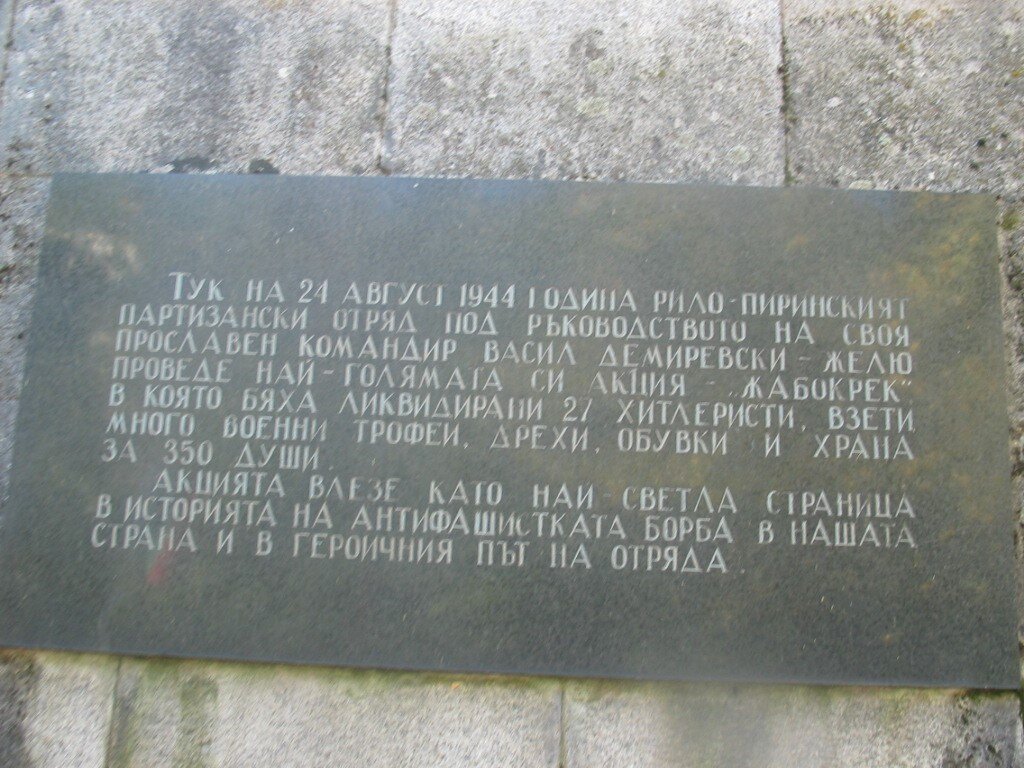 ТУК НА 24 АВГУСТ 1944 ГОДИНА РИЛО-ПИРИНСКИЯТ
ПАРТИЗАНСКИ ОТРЯД ПОД РЪКОВОДСТВОТО НА СВОЯ
ПРОСЛАВЕН КОМАНДИР ВАСИЛ ДЕМИРЕВСКИ-ЖЕЛЮ
ПРОВЕДЕ НАЙ-ГОЛЯМАТА СИ АКЦИЯ - „ЖАБОКРЕК"
В КОЯТО БЯХА ЛИКВИДИРАНИ 27 ХИТЛЕРИСТИ, ВЗЕТИ
МНОГО ВОЕННИ ТРОФЕИ, ДРЕХИ, ОБУВКИ И ХРАНА
ЗА 350 ДУШИ.
АКЦИЯТА ВЛЕЗЕ КАТО НАЙ-СВЕТЛА СТРАНИЦА
В ИСТОРИЯТА НА АНТИФАШИСТКАТА БОРБА В НАШАТА
СТРАНА И В ГЕРОИЧНИЯ ПЪТ НА ОТРЯДА.